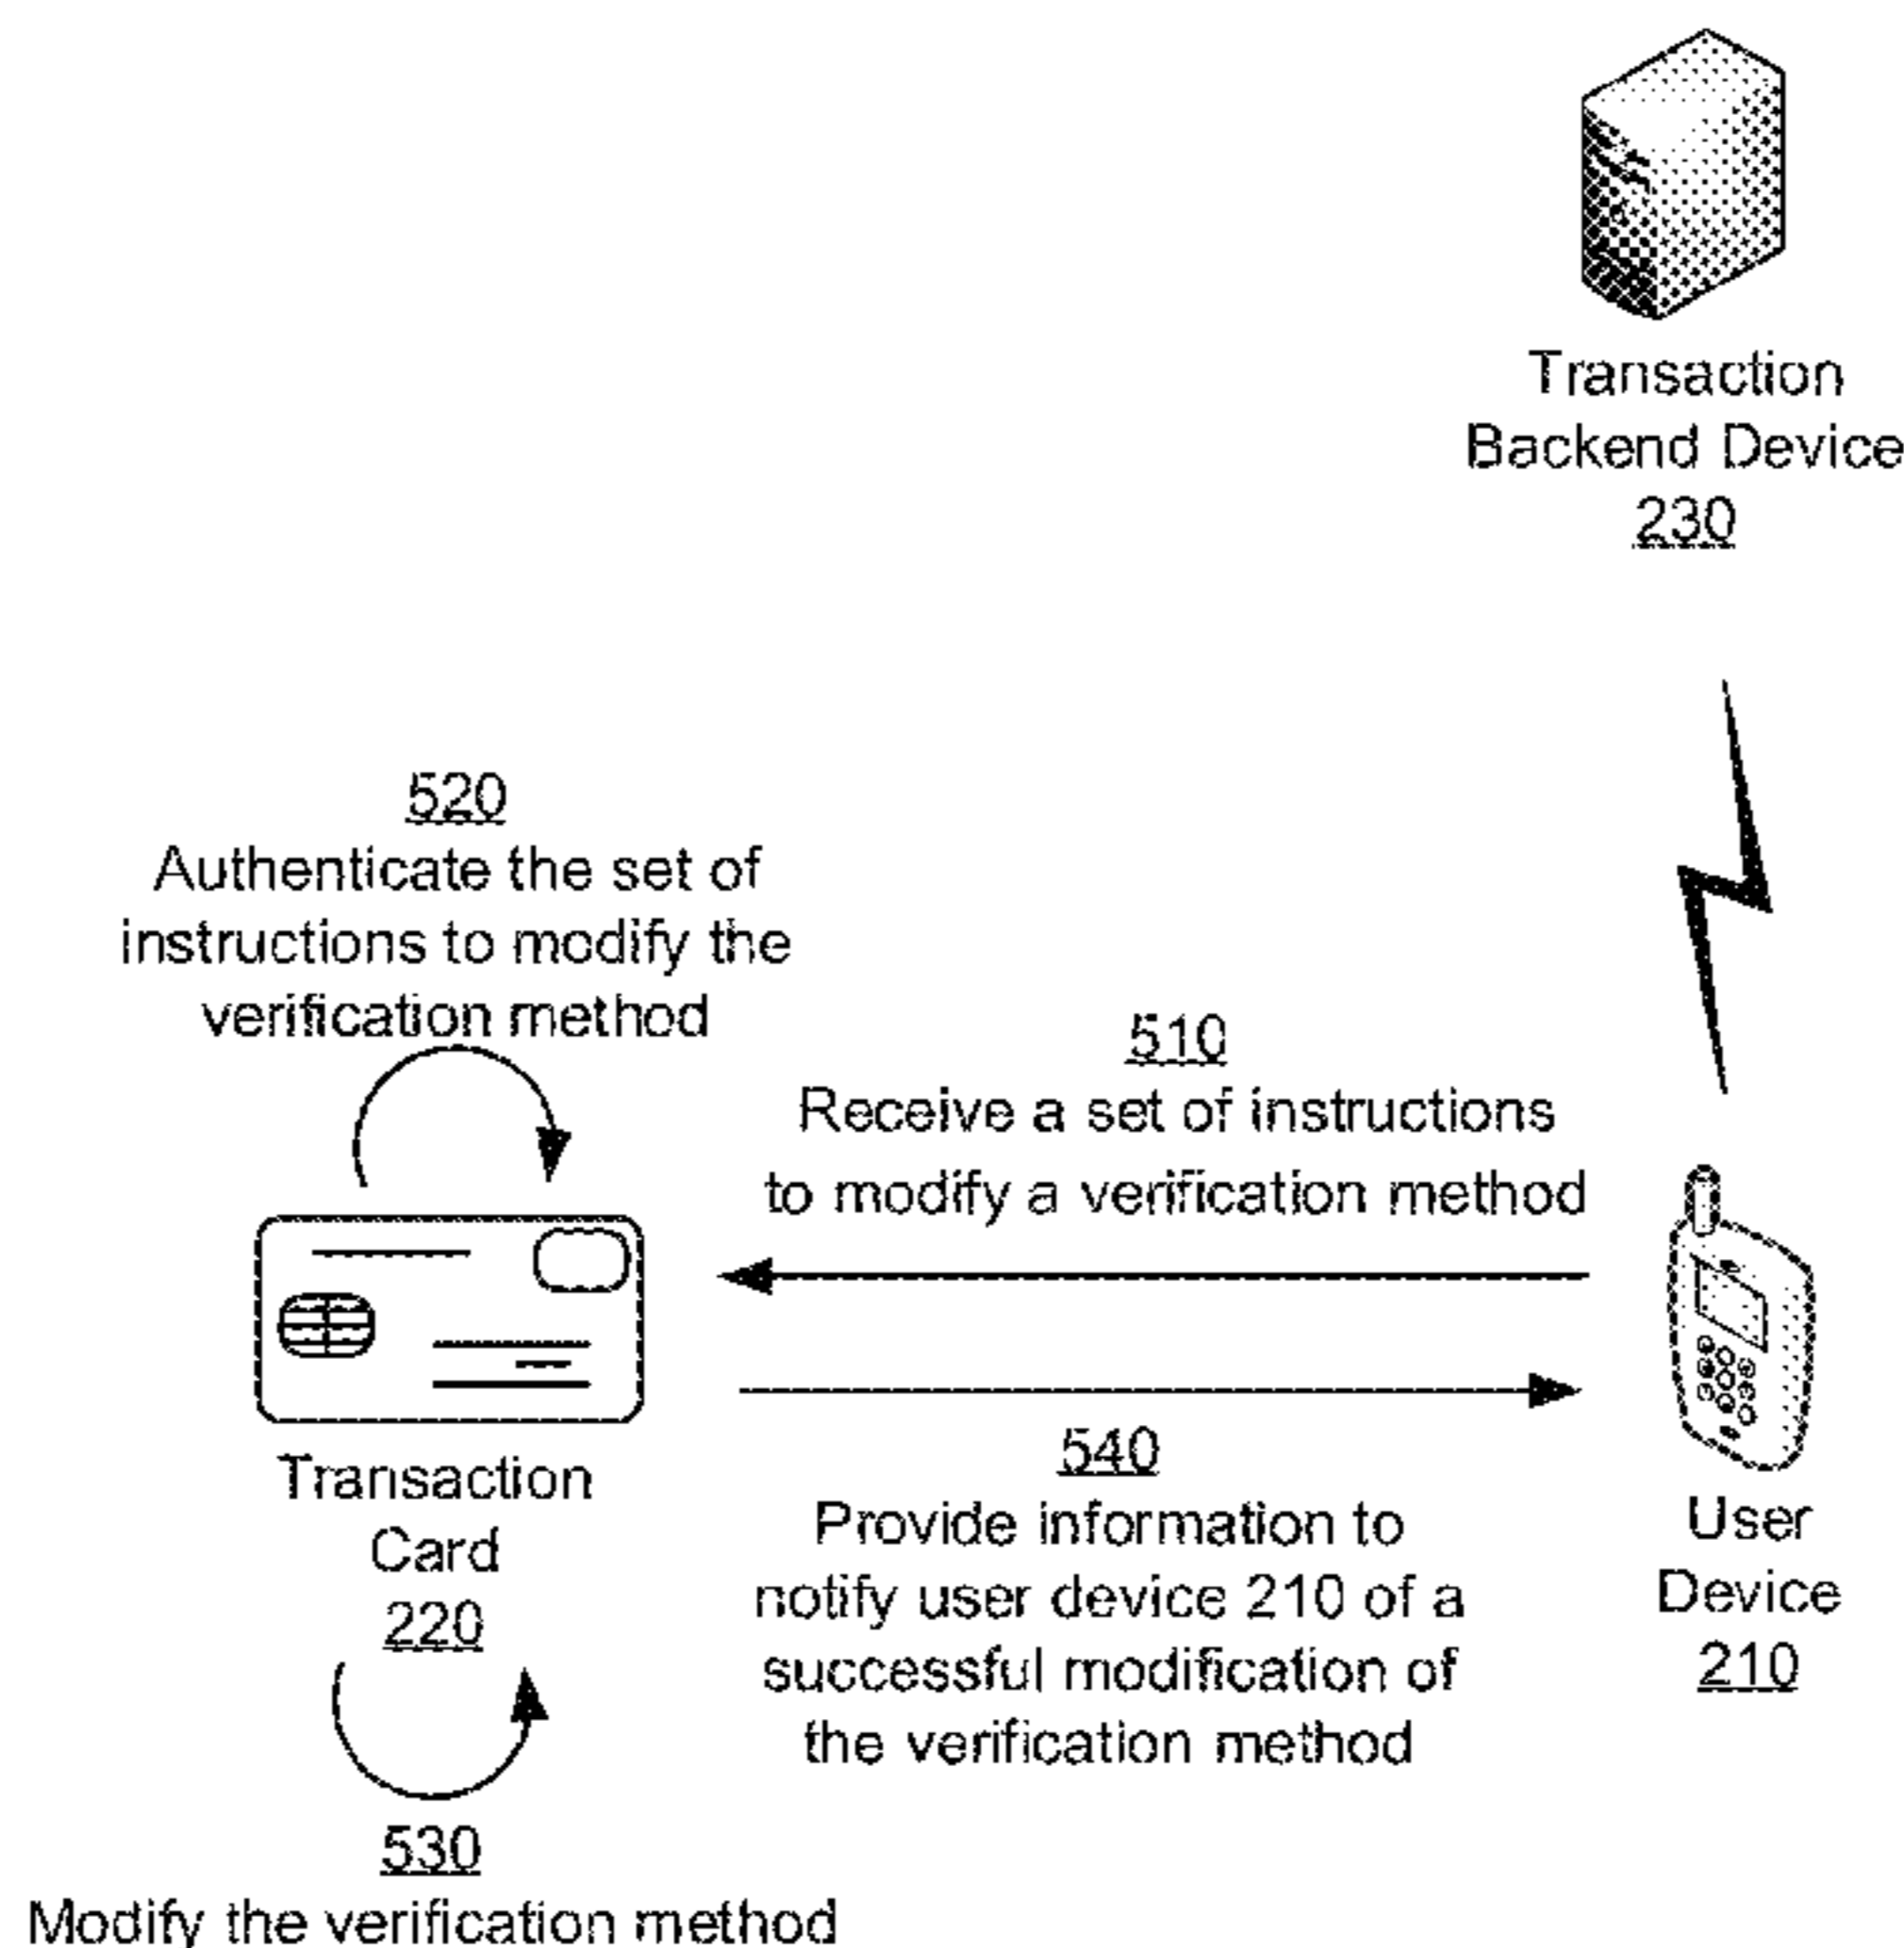 Transaction
Backend Device
230
520
Authenticate the set of
instructions to modify the
verification method
510
Receive a set of instructions
to modify a verification method
Transaction
Card
220
540
Provide information to
notify user device 210 of a
successful modification of
the verification method
User
Device
210
530
Modify the verification method